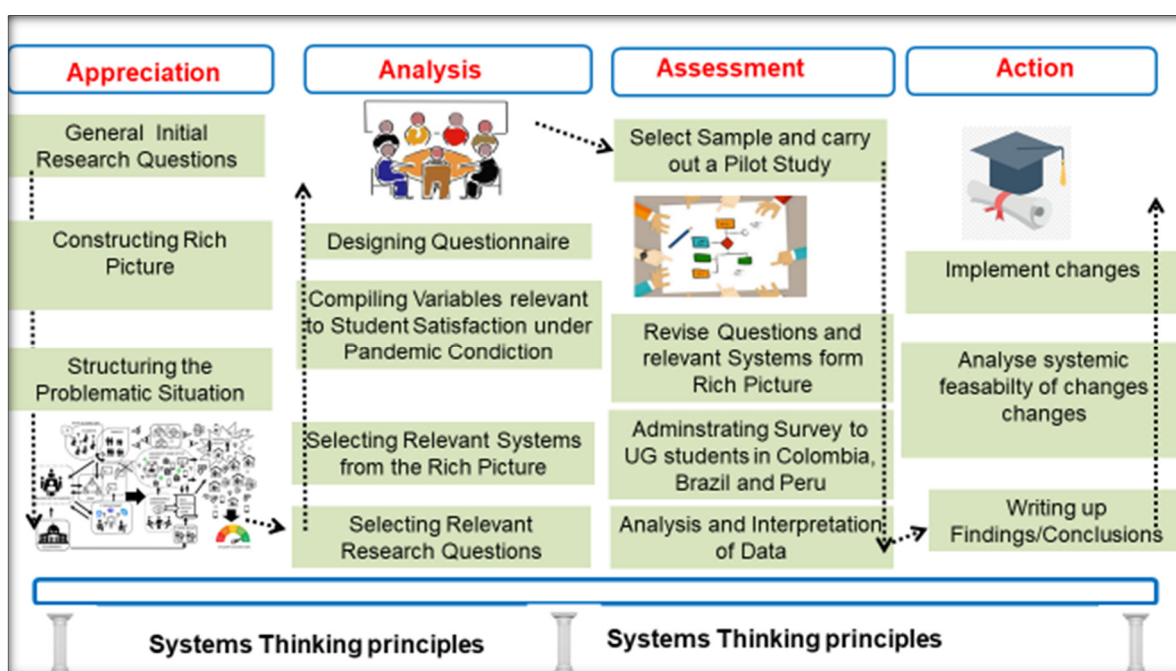 Appreciation
General Initial
Research Questions
Constructing Rich
Picture
Structuring the
Problematic Situation
Analysis
Designing Questionnaire
Compiling Variables relevant
to Student Satisfaction under
Pandemic Condiction
Selecting Relevant Systems
from the Rich Picture
Selecting Relevant
Research Questions
Assessment
Select Sample and carry
out a Pilot Study
Revise Questions and
relevant Systems form
Rich Picture
Adminstrating Survey to
UG students in Colombia,
Brazil and Peru
Analysis and Interpretation
of Data
Action
Implement changes
Analyse systemic
feasabilty of changes
changes
Writing up
Findings/Conclusions
Systems Thinking principles
Systems Thinking principles